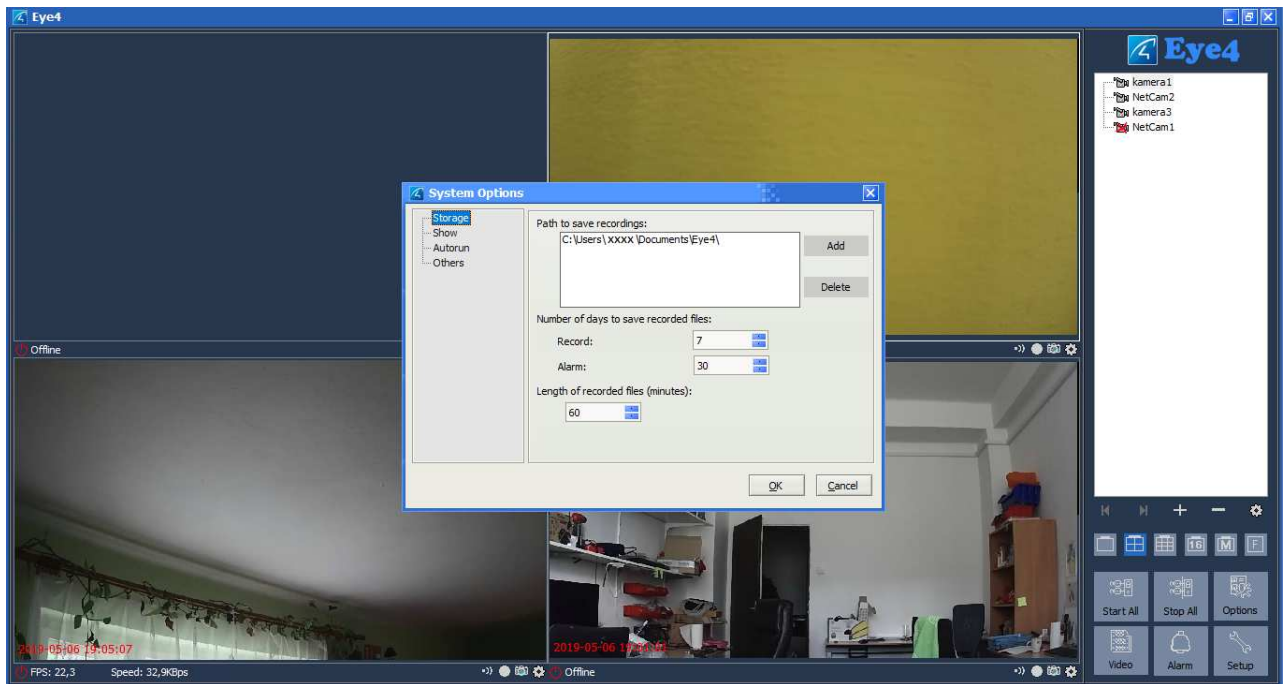 Eye4
Eye4
kamera1
NetCam2
kamera3
NetCam1
System Options
Storage
Show
Autorun
Others
Path to save recordings:
C:\Users\XXXX\Documents\Eye4\
Add
Delete
Number of days to save recorded files:
Record: 7
Alarm: 30
Length of recorded files (minutes):
60
OK Cancel
Offline
2019-05-06 19:05:07
FPS: 22,3 Speed: 32,9KBps
Offline
16 M F
Start All Stop All Options
Video Alarm Setup